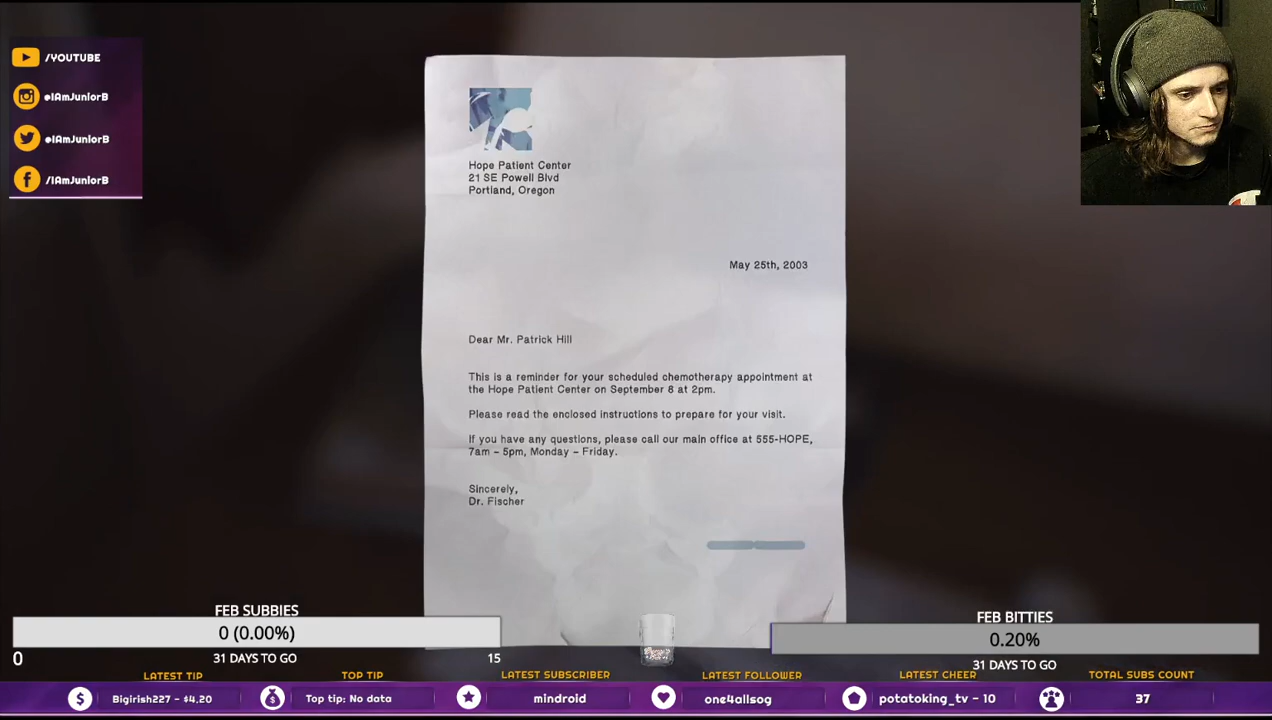 /YOUTUBE
@IAmJuniorB
@IAmJuniorB
/IAmJuniorB
Hope Patient Center
21 SE Powell Blvd
Portland, Oregon
May 25th, 2003
Dear Mr. Patrick Hill
This is a reminder for your scheduled chemotherapy appointment at
the Hope Patient Center on September 8 at 2pm.
Please read the enclosed instructions to prepare for your visit.
If you have any questions, please call our main office at 555-HOPE,
7am - 5pm, Monday - Friday.
Sincerely,
Dr. Fischer
FEB SUBBIES
0 (0.00%)
0
31 DAYS TO GO
15
FEB BITTIES
0.20%
31 DAYS TO GO
LATEST TIP
TOP TIP
LATEST SUBSCRIBER
LATEST FOLLOWER
LATEST CHEER
TOTAL SUBS COUNT
Bigirish227 - $4.20
Top tip: No data
mindroid
one4allsog
potatoking_tv - 10
37